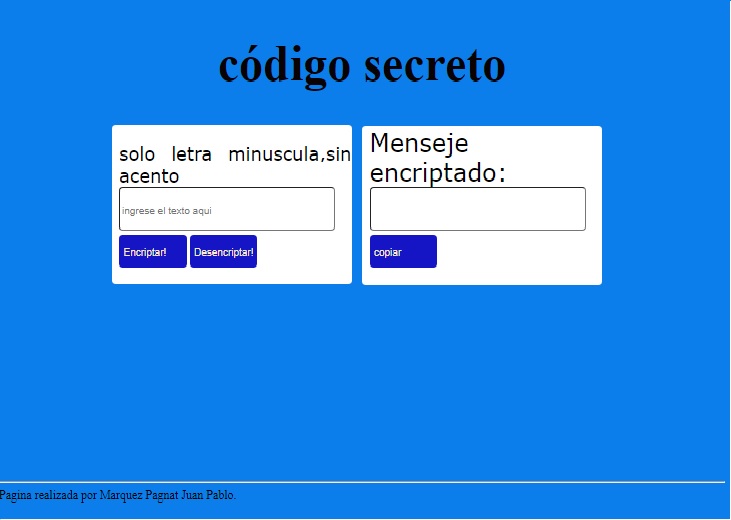 código secreto
solo letra minuscula,sin
acento
ingrese el texto aqui
Encriptar!
Desencriptar!
Menseje
encriptado:
copiar
Pagina realizada por Marquez Pagnat Juan Pablo.